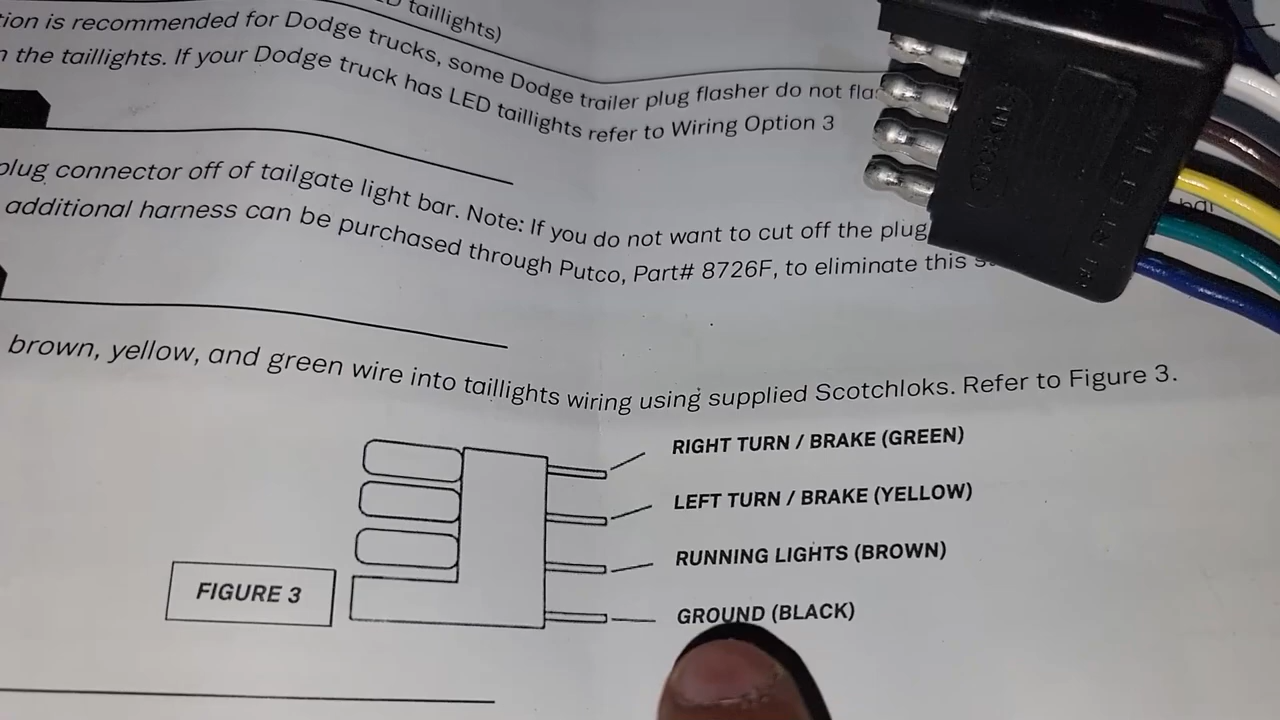 taillights)
tion is recommended for Dodge trucks, some Dodge trailer plug flasher do not
the taillights. If your Dodge truck has LED taillights refer to Wiring Option 3
plug connector off of tailgate light bar. Note: If you do not want to cut off the plug
additional harness can be purchased through Putco, Part# 8726F, to eliminate this
brown, yellow, and green wire into taillights wiring using supplied Scotchloks. Refer to Figure 3.
RIGHT TURN / BRAKE (GREEN)
LEFT TURN / BRAKE (YELLOW)
RUNNING LIGHTS (BROWN)
FIGURE 3
GROUND (BLACK)